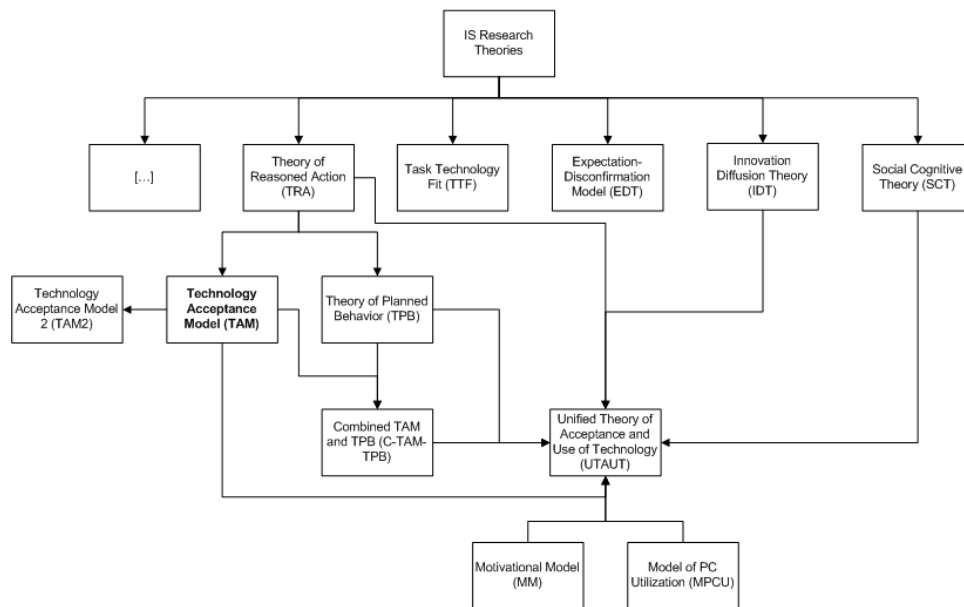 IS Research
Theories
[...]
Theory of
Reasoned Action
(TRA)
Task Technology
Fit (TTF)
Expectation-
Disconfirmation
Model (EDT)
Innovation
Diffusion Theory
(IDT)
Social Cognitive
Theory (SCT)
Technology
Acceptance Model
2 (TAM2)
Technology
Acceptance
Model (TAM)
Theory of Planned
Behavior (TPB)
Combined TAM
and TPB (C-TAM-
TPB)
Unified Theory of
Acceptance and
Use of Technology
(UTAUT)
Motivational Model
(MM)
Model of PC
Utilization (MPCU)